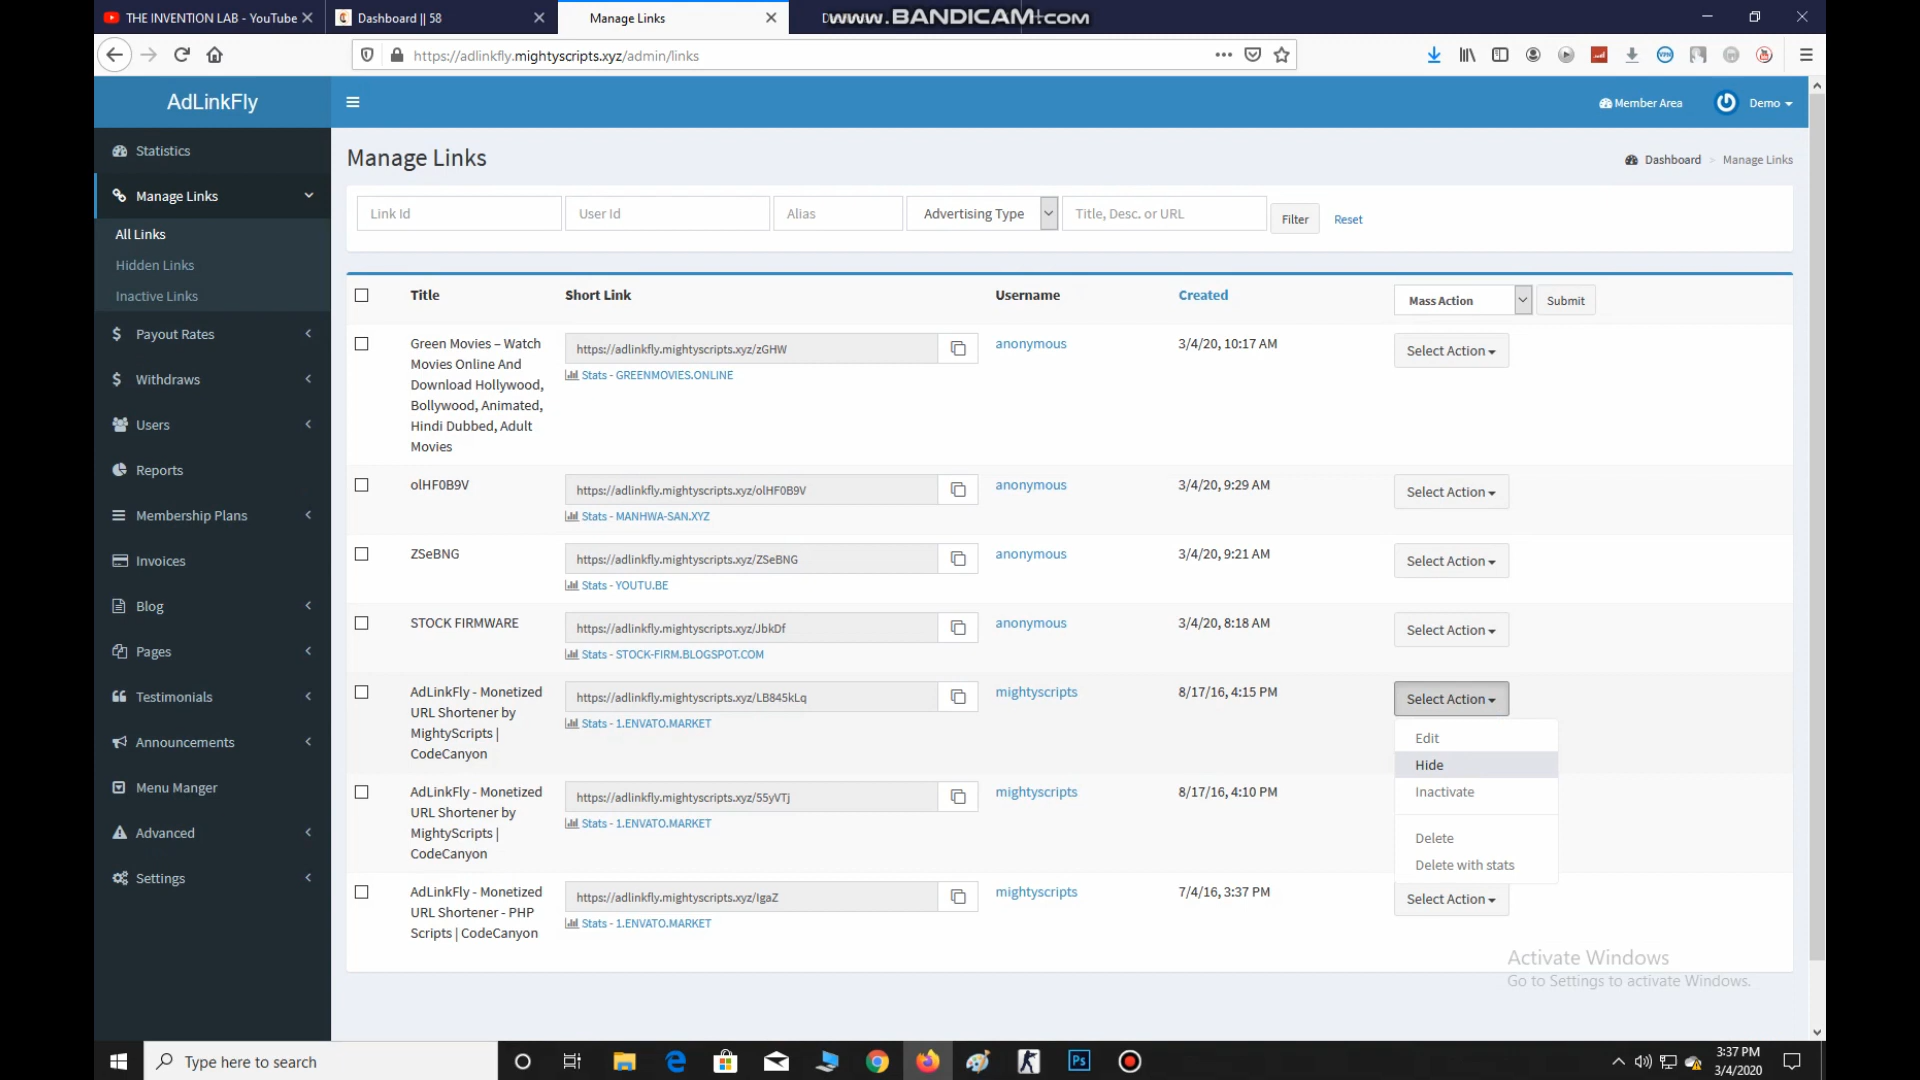 THE INVENTION LAB - YouTube
Dashboard || 58
Manage Links
www.BANDICAM.com
https://adlinkfly.mightyscripts.xyz/admin/links
AdLinkFly
Member Area
Demo
Statistics
Manage Links
All Links
Hidden Links
Inactive Links
Payout Rates
Withdraws
Users
Reports
Membership Plans
Invoices
Blog
Pages
Testimonials
Announcements
Menu Manger
Advanced
Settings
Manage Links
Dashboard > Manage Links
Link Id User Id Alias Advertising Type Title, Desc. or URL Filter Reset
Title Short Link Username Created Mass Action Submit
Green Movies – Watch
Movies Online And
Download Hollywood,
Bollywood, Animated,
Hindi Dubbed, Adult
Movies
https://adlinkfly.mightyscripts.xyz/zGHW
Stats - GREENMOVIES.ONLINE
anonymous
3/4/20, 10:17 AM
Select Action
olHF0B9V
https://adlinkfly.mightyscripts.xyz/olHF0B9V
Stats - MANHWA-SAN.XYZ
anonymous
3/4/20, 9:29 AM
Select Action
ZSeBNG
https://adlinkfly.mightyscripts.xyz/ZSeBNG
Stats - YOUTU.BE
anonymous
3/4/20, 9:21 AM
Select Action
STOCK FIRMWARE
https://adlinkfly.mightyscripts.xyz/JbkDf
Stats - STOCK-FIRM.BLOGSPOT.COM
anonymous
3/4/20, 8:18 AM
Select Action
AdLinkFly - Monetized
URL Shortener by
MightyScripts |
CodeCanyon
https://adlinkfly.mightyscripts.xyz/LB845kLq
Stats - 1.ENVATO.MARKET
mightyscripts
8/17/16, 4:15 PM
Select Action
Edit
Hide
Inactivate
Delete
Delete with stats
AdLinkFly - Monetized
URL Shortener by
MightyScripts |
CodeCanyon
https://adlinkfly.mightyscripts.xyz/55yVTj
Stats - 1.ENVATO.MARKET
mightyscripts
8/17/16, 4:10 PM
AdLinkFly - Monetized
URL Shortener - PHP
Scripts | CodeCanyon
https://adlinkfly.mightyscripts.xyz/IgaZ
Stats - 1.ENVATO.MARKET
mightyscripts
7/4/16, 3:37 PM
Select Action
Activate Windows
Go to Settings to activate Windows.
Type here to search
Ps
3:37 PM
3/4/2020